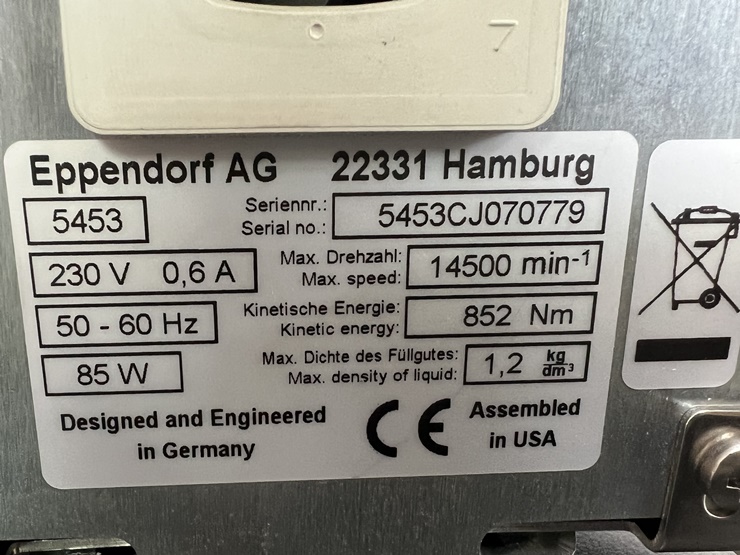 7
Eppendorf AG 22331 Hamburg
5453
Seriennr.:
Serial no.:
5453CJ070779
230 V 0,6 A
Max. Drehzahl:
Max. speed:
14500 min-1
50 - 60 Hz
Kinetische Energie:
Kinetic energy:
852 Nm
85 W
Max. Dichte des Füllgutes:
Max. density of liquid:
1,2 kg/dm³
Designed and Engineered
in Germany
CE
Assembled
in USA